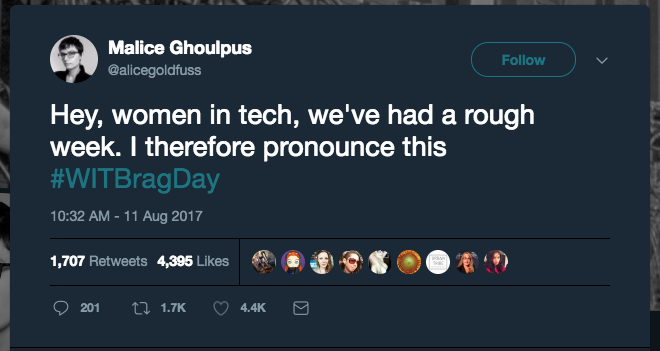 Malice Ghoulpus
@alicegoldfuss
Follow
Hey, women in tech, we've had a rough
week. I therefore pronounce this
#WITBragDay
10:32 AM - 11 Aug 2017
1,707 Retweets 4,395 Likes
201 1.7K 4.4K